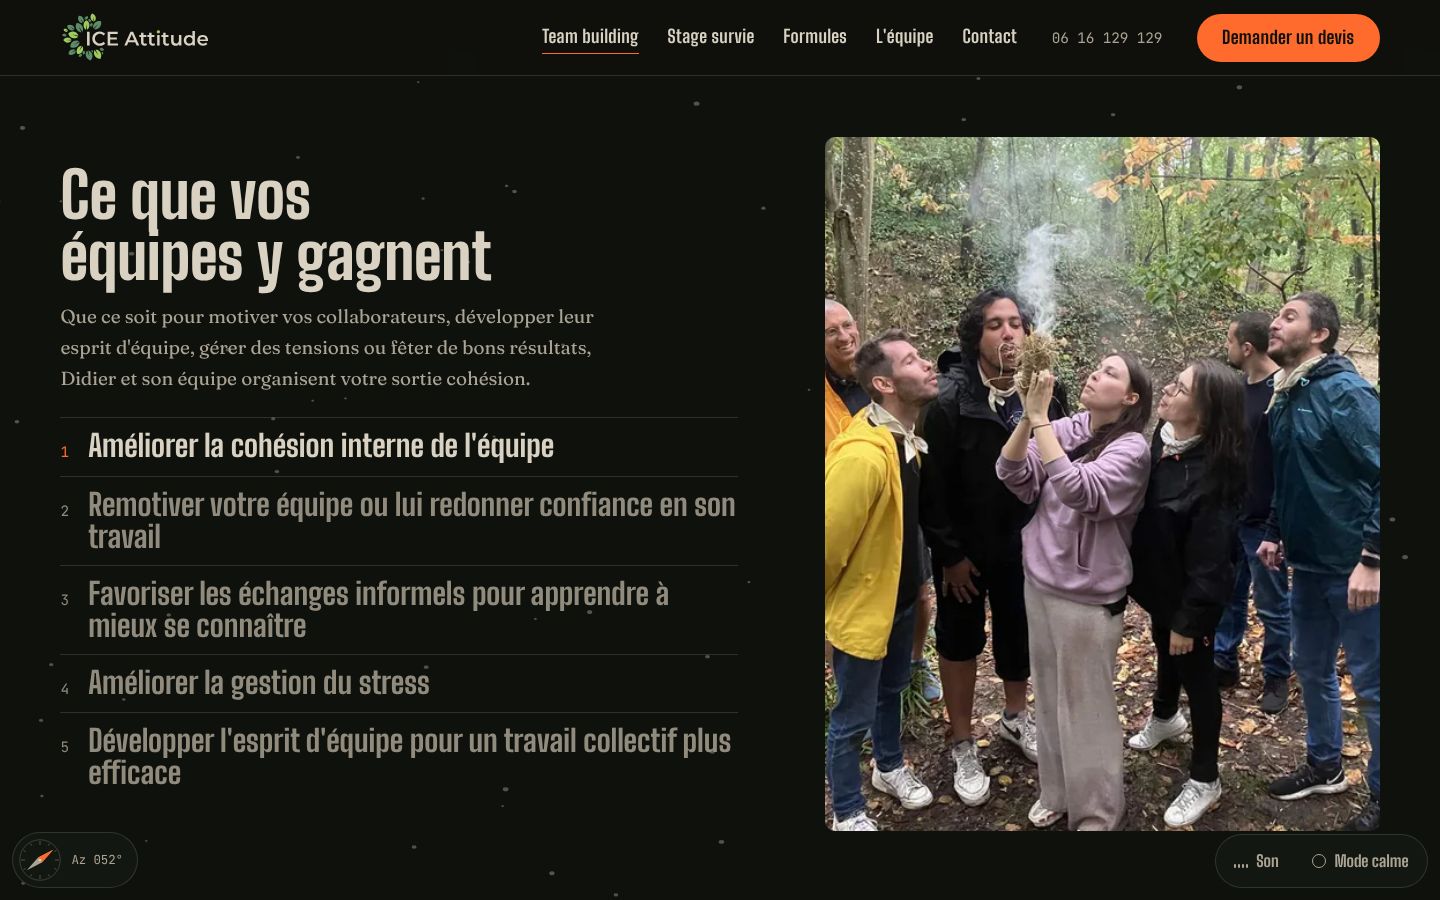 ICE Attitude
Team building
Stage survie
Formules
L'équipe
Contact
06 16 129 129
Demander un devis
Ce que vos
équipes y gagnent
Que ce soit pour motiver vos collaborateurs, développer leur
esprit d'équipe, gérer des tensions ou fêter de bons résultats,
Didier et son équipe organisent votre sortie cohésion.
1 Améliorer la cohésion interne de l'équipe
2 Remotiver votre équipe ou lui redonner confiance en son
travail
3 Favoriser les échanges informels pour apprendre à
mieux se connaître
4 Améliorer la gestion du stress
5 Développer l'esprit d'équipe pour un travail collectif plus
efficace
Az 052°
Son
Mode calme